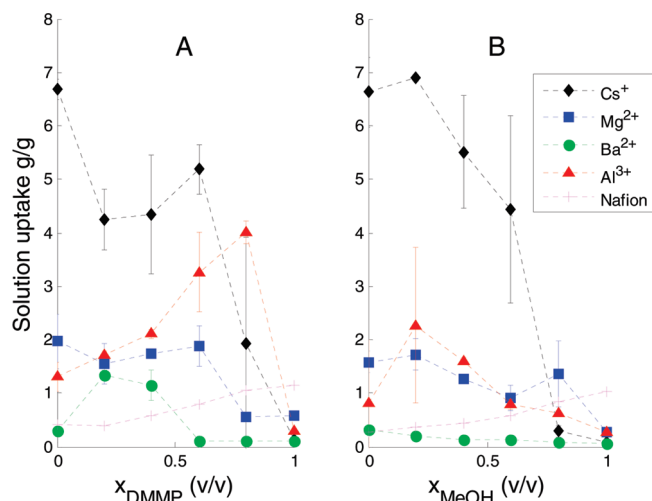 A
B
Solution uptake g/g
8
7
6
5
4
3
2
1
0
0
0.5
1
x_DMMP (v/v)
8
7
6
5
4
3
2
1
0
0
0.5
1
x_MeOH (v/v)
Cs⁺
Mg²⁺
Ba²⁺
Al³⁺
Nafion